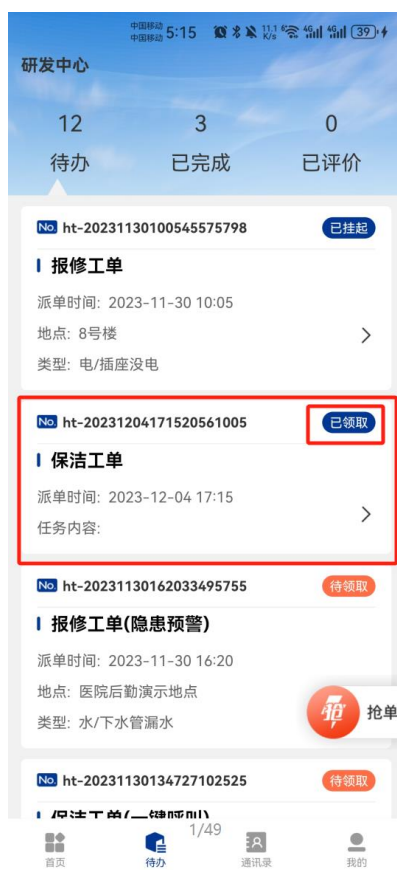 中国移动
中国移动 5:15 11.1 K/s 6 4G 4G 39
研发中心
12 3 0
待办 已完成 已评价
No. ht-20231130100545575798 已挂起
报修工单
派单时间: 2023-11-30 10:05
地点: 8号楼
类型: 电/插座没电
No. ht-20231204171520561005 已领取
保洁工单
派单时间: 2023-12-04 17:15
任务内容:
No. ht-20231130162033495755 待领取
报修工单(隐患预警)
派单时间: 2023-11-30 16:20
地点: 医院后勤演示地点
类型: 水/下水管漏水
抢 抢单
No. ht-20231130134727102525 待领取
保洁工单(一键呼叫)
1/49
首页 待办 通讯录 我的